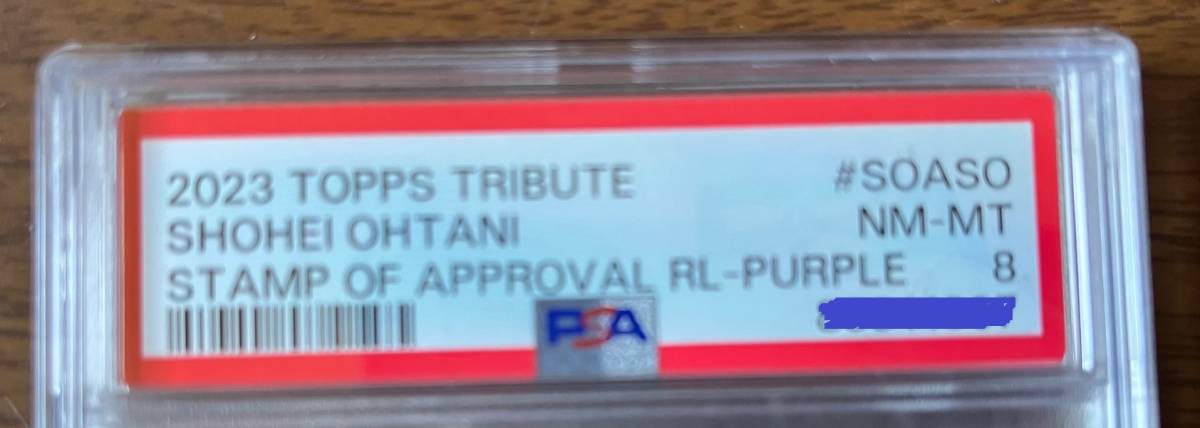 2023 TOPPS TRIBUTE #SOASO
SHOHEI OHTANI NM-MT
STAMP OF APPROVAL RL-PURPLE 8
PSA